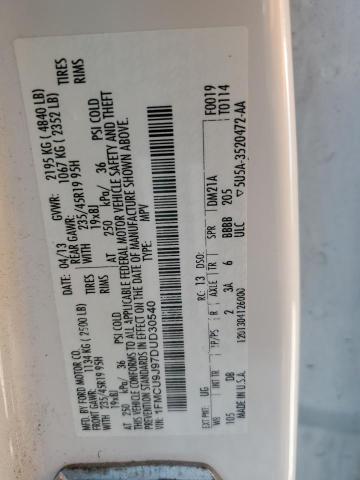 MFD. BY FORD MOTOR CO.
DATE: 04/13 GVWR: 2195 KG ( 4840 LB)
FRONT GAWR: 1134 KG ( 2500 LB) REAR GAWR: 1067 KG ( 2352 LB)
WITH 235/45R19 95H TIRES WITH 235/45R19 95H TIRES
19x8J RIMS 19x8J RIMS
AT 250 kPa/ 36 PSI COLD AT 250 kPa/ 36 PSI COLD
THIS VEHICLE CONFORMS TO ALL APPLICABLE FEDERAL MOTOR VEHICLE SAFETY AND THEFT
PREVENTION STANDARDS IN EFFECT ON THE DATE OF MANUFACTURE SHOWN ABOVE.
VIN: 1FMCU9J97DUD30540 TYPE: MPV
F0019
T0114
EXT PNT: UG RC: 13 DSO:
WB TP/PS R AXLE TR SPR DM21A
105 DB 2 3A 6 BBBB 205
1201304126000 ULC 5U5A-3520472-AA